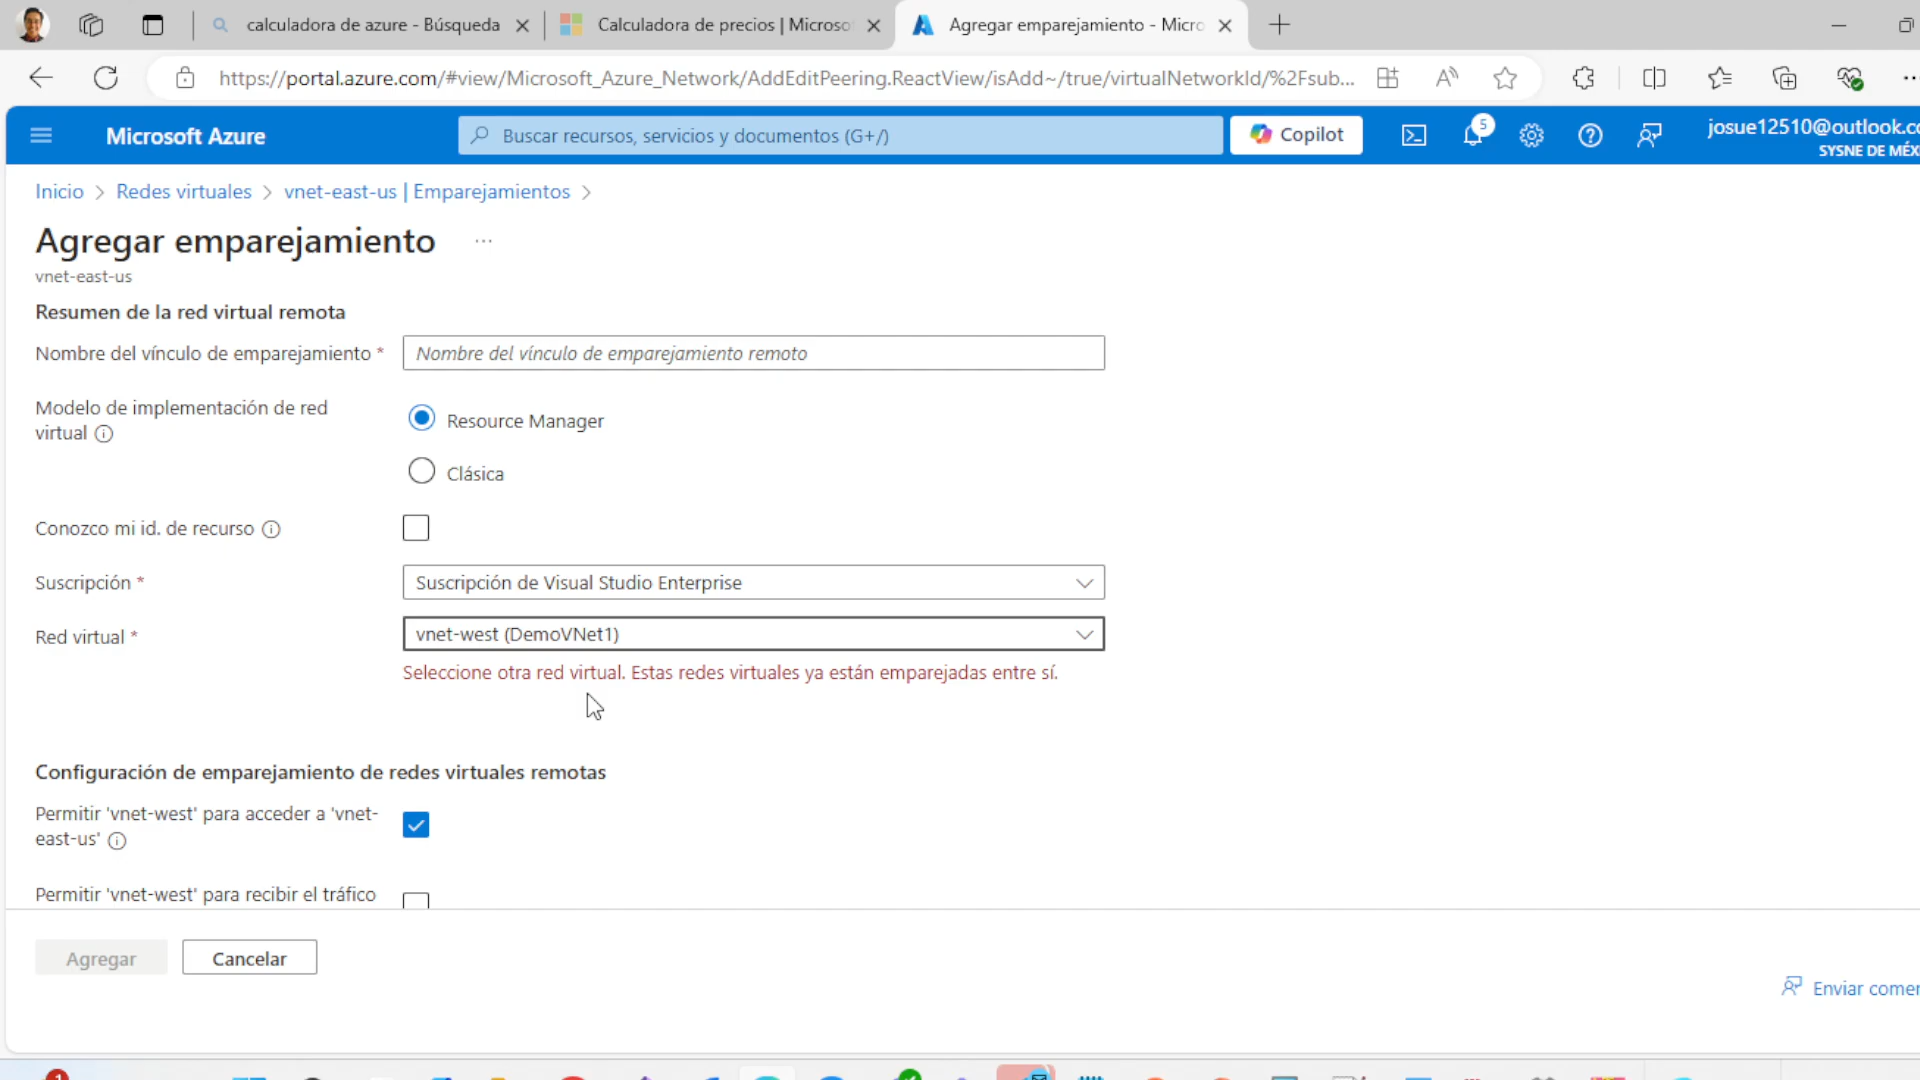 calculadora de azure - Búsqueda
Calculadora de precios | Microso
Agregar emparejamiento - Micro
https://portal.azure.com/#view/Microsoft_Azure_Network/AddEditPeering.ReactView/isAdd~/true/virtualNetworkId/%2Fsub...
Microsoft Azure
Buscar recursos, servicios y documentos (G+/)
Copilot
5
josue12510@outlook.co
SYSNE DE MÉX
Inicio > Redes virtuales > vnet-east-us | Emparejamientos >
Agregar emparejamiento ...
vnet-east-us
Resumen de la red virtual remota
Nombre del vínculo de emparejamiento *
Nombre del vínculo de emparejamiento remoto
Modelo de implementación de red
virtual
Resource Manager
Clásica
Conozco mi id. de recurso
Suscripción *
Suscripción de Visual Studio Enterprise
Red virtual *
vnet-west (DemoVNet1)
Seleccione otra red virtual. Estas redes virtuales ya están emparejadas entre sí.
Configuración de emparejamiento de redes virtuales remotas
Permitir 'vnet-west' para acceder a 'vnet-
east-us'
Permitir 'vnet-west' para recibir el tráfico
Agregar
Cancelar
Enviar comer
1